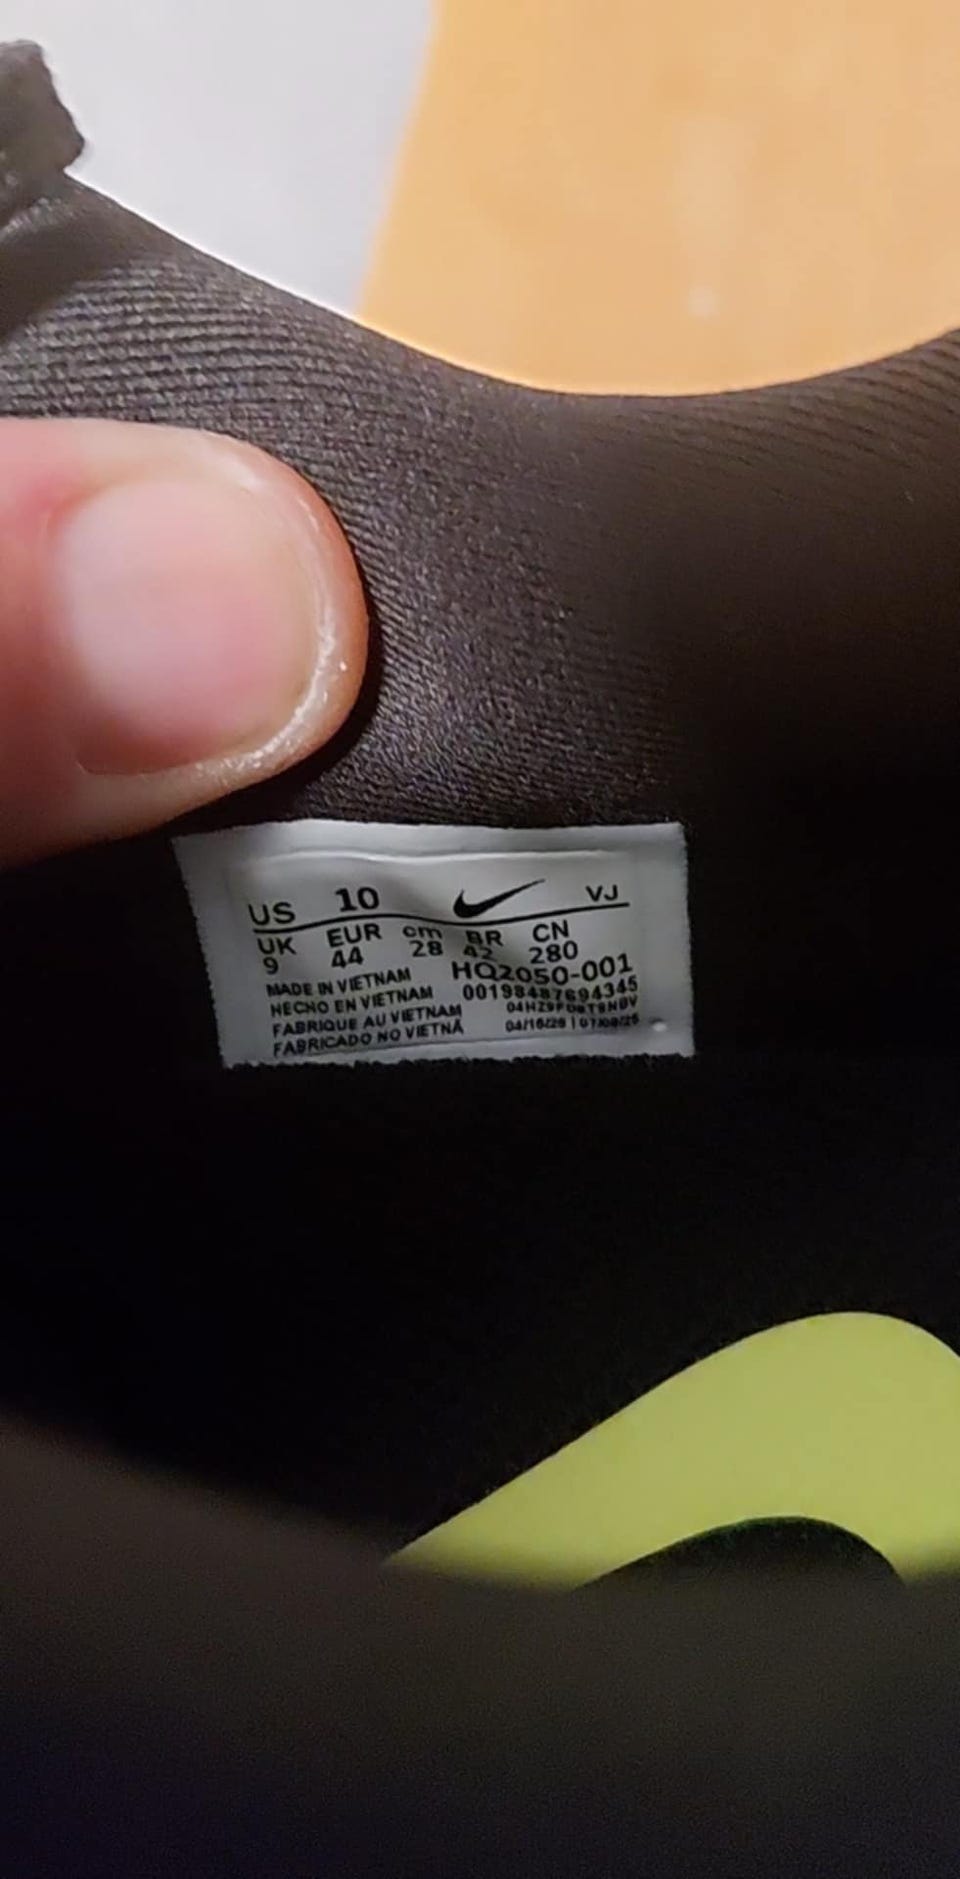 US 10 VJ
UK EUR cm BR CN
9 44 28 42 280
MADE IN VIETNAM HQ2050-001
HECHO EN VIETNAM 00198487694345
FABRIQUE AU VIETNAM
FABRICADO NO VIETNÃ